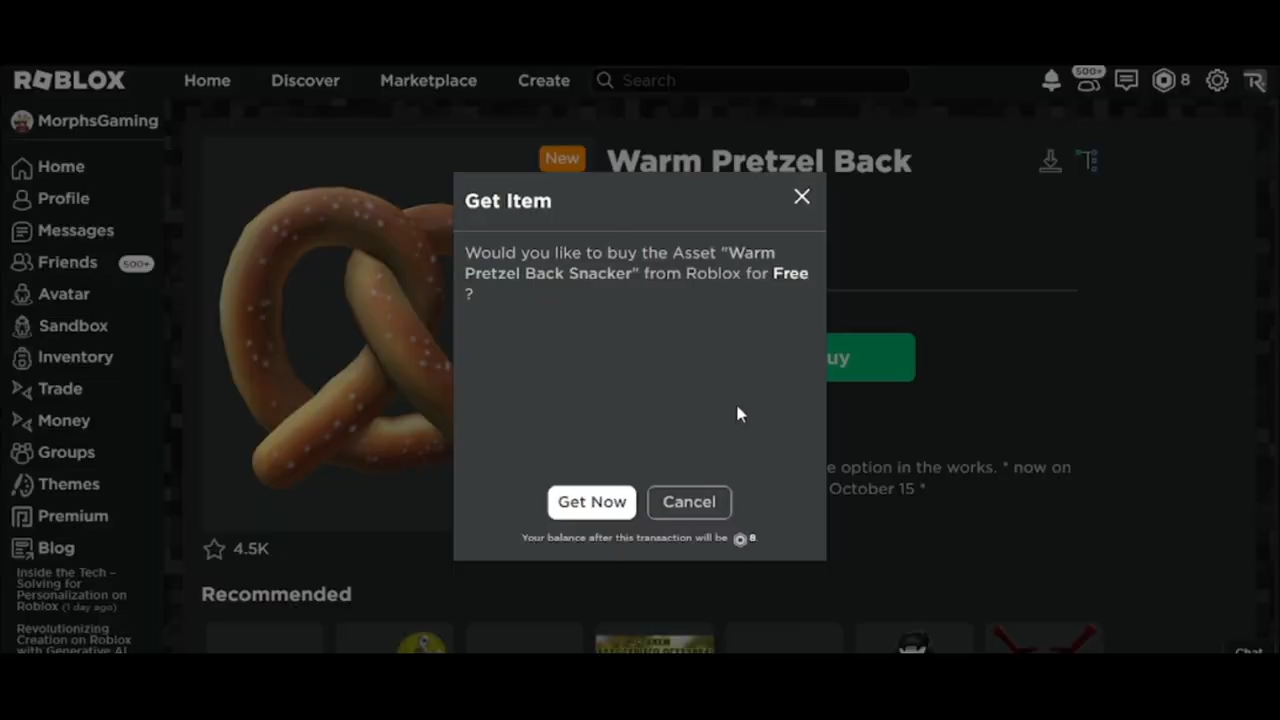 ROBLOX
Home
Discover
Marketplace
Create
Search
500+
8
MorphsGaming
Home
Profile
Messages
Friends
500+
Avatar
Sandbox
Inventory
Trade
Money
Groups
Themes
Premium
Blog
Inside the Tech –
Solving for
Personalization on
Roblox (1 day ago)
Revolutionizing
Creation on Roblox
with Generative AI
New
Warm Pretzel Back
Get Item
Would you like to buy the Asset "Warm
Pretzel Back Snacker" from Roblox for Free
?
Get Now
Cancel
Your balance after this transaction will be 8.
uy
e option in the works. * now on
October 15 *
4.5K
Recommended
Chat